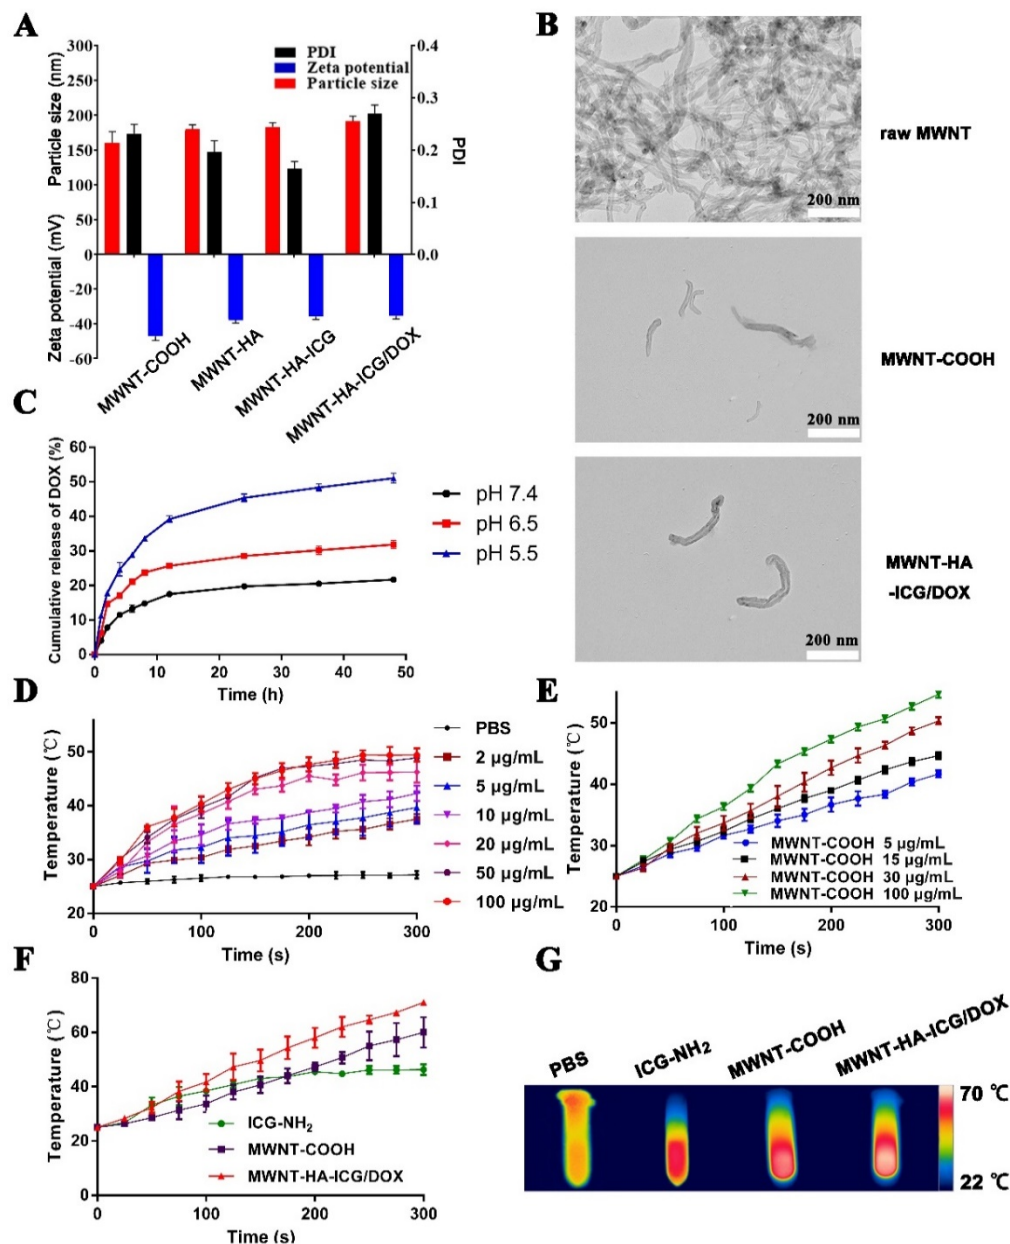 A
300
250
200
150
100
50
0
-20
-40
-60
Particle size (nm)
Zeta potential (mV)
PDI
Zeta potential
Particle size
0.4
0.3
0.2
0.1
0.0
PDI
MWNT-COOH
MWNT-HA
MWNT-HA-ICG
MWNT-HA-ICG/DOX
B
200 nm
raw MWNT
200 nm
MWNT-COOH
200 nm
MWNT-HA
-ICG/DOX
C
Cumulative release of DOX (%)
60
50
40
30
20
10
0
0 10 20 30 40 50
Time (h)
pH 7.4
pH 6.5
pH 5.5
D
Temperature (℃)
50
40
30
20
0 100 200 300
Time (s)
PBS
2 μg/mL
5 μg/mL
10 μg/mL
20 μg/mL
50 μg/mL
100 μg/mL
E
Temperature (℃)
50
40
30
20
MWNT-COOH 5 μg/mL
MWNT-COOH 15 μg/mL
MWNT-COOH 30 μg/mL
MWNT-COOH 100 μg/mL
0 100 200 300
Time (s)
F
Temperature (℃)
80
60
40
20
0
ICG-NH₂
MWNT-COOH
MWNT-HA-ICG/DOX
0 100 200 300
Time (s)
G
PBS
ICG-NH₂
MWNT-COOH
MWNT-HA-ICG/DOX
70 ℃
22 ℃